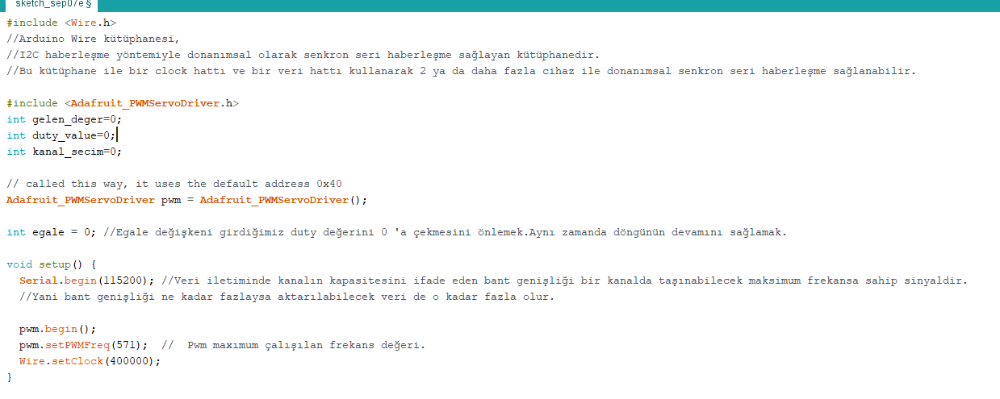 sketch_sep07e §
#include <Wire.h>
//Arduino Wire kütüphanesi,
//I2C haberleşme yöntemiyle donanımsal olarak senkron seri haberleşme sağlayan kütüphanedir.
//Bu kütüphane ile bir clock hattı ve bir veri hattı kullanarak 2 ya da daha fazla cihaz ile donanımsal senkron seri haberleşme sağlanabilir.
#include <Adafruit_PWMServoDriver.h>
int gelen_deger=0;
int duty_value=0;
int kanal_secim=0;
// called this way, it uses the default address 0x40
Adafruit_PWMServoDriver pwm = Adafruit_PWMServoDriver();
int egale = 0; //Egale değişkeni girdiğimiz duty değerini 0 'a çekmesini önlemek.Aynı zamanda döngünün devamını sağlamak.
void setup() {
Serial.begin(115200); //Veri iletiminde kanalın kapasitesini ifade eden bant genişliği bir kanalda taşınabilecek maksimum frekansa sahip sinyaldir.
//Yani bant genişliği ne kadar fazlaysa aktarılabilecek veri de o kadar fazla olur.
pwm.begin();
pwm.setPWMFreq(571);  //  Pwm maxımum çalışılan frekans değeri.
Wire.setClock(400000);
}